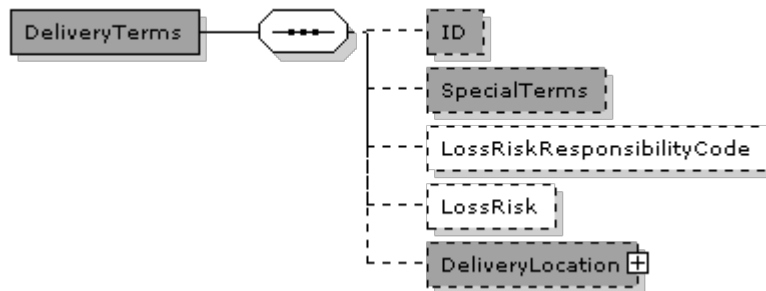 DeliveryTerms
ID
SpecialTerms
LossRiskResponsibilityCode
LossRisk
DeliveryLocation